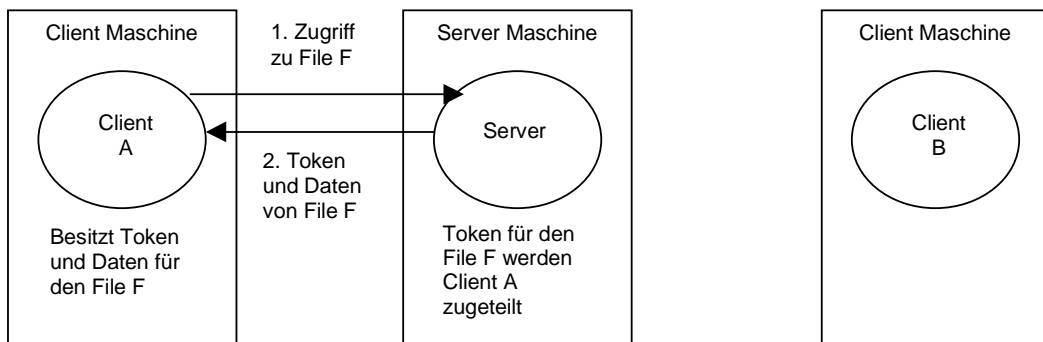 Client Maschine
Client
A
Besitzt Token
und Daten für
den File F
1. Zugriff
zu File F
2. Token
und Daten
von File F
Server Maschine
Server
Token für den
File F werden
Client A
zugeteilt
Client Maschine
Client
B